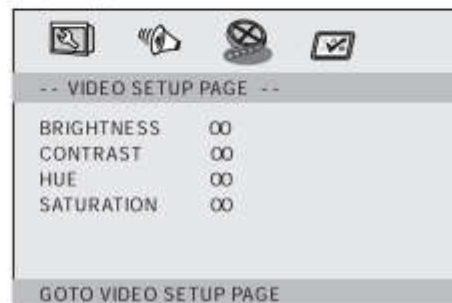 -- VIDEO SETUP PAGE --
BRIGHTNESS 00
CONTRAST 00
HUE 00
SATURATION 00
GOTO VIDEO SETUP PAGE